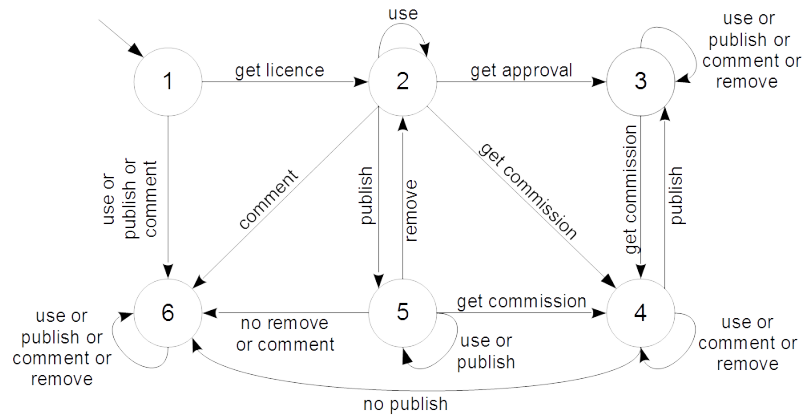 use
use or
publish or
comment or
remove
1
get licence
2
get approval
3
use or
publish or
comment
comment
publish
remove
get commission
get commission
publish
6
no remove
or comment
5
get commission
4
use or
publish or
comment or
remove
use or
publish
use or
comment or
remove
no publish